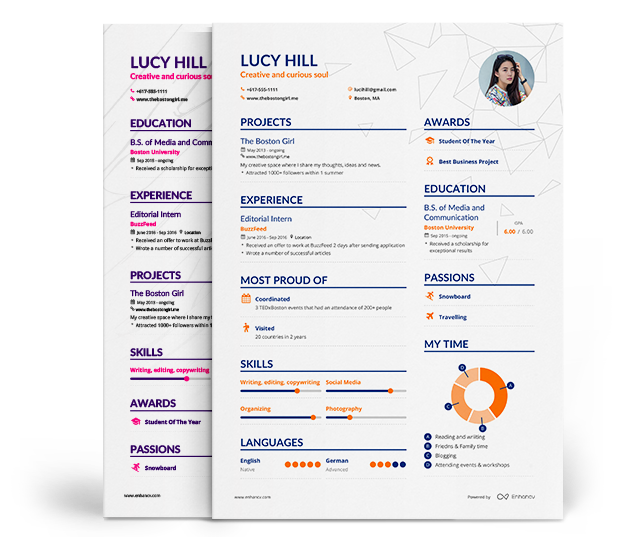 LUCY HILL
Creative and curious sou
+617-555-1111
www.thebostongirl.me
EDUCATION
B.S. of Media and Comm
Boston University
Sep 2015 - ongoing
* Received a scholarship for exception
EXPERIENCE
Editorial Intern
BuzzFeed
June 2016 - Sep 2016 Location
* Received an offer to work at BuzzF
* Wrote a number of successful artic
PROJECTS
The Boston Girl
May 2015 - ongoing
www.thebostongirl.me
My creative space where I share my
* Attracted 1000+ followers within 1
SKILLS
Writing, editing, copywriting
AWARDS
Student Of The Year
PASSIONS
Snowboard
www.enhancv.com
LUCY HILL
Creative and curious soul
+617-555-1111
lucihill@gmail.com
www.thebostongirl.me
Boston, MA
PROJECTS
The Boston Girl
May 2015 - ongoing
www.thebostongirl.me
My creative space where I share my thoughts, ideas and news.
* Attracted 1000+ followers within 1 summer
EXPERIENCE
Editorial Intern
BuzzFeed
June 2016 - Sep 2016 Location
* Received an offer to work at BuzzFeed 2 days after sending application
* Wrote a number of successful articles
MOST PROUD OF
Coordinated
3 TEDxBoston events that had an attendance of 200+ people
Visited
20 countries in 2 years
SKILLS
Writing, editing, copywriting
Social Media
Organizing
Photography
LANGUAGES
English
Native
German
Advanced
AWARDS
Student Of The Year
Best Business Project
EDUCATION
B.S. of Media and
Communication
Boston University
Sep 2015 - ongoing
* Received a scholarship for
exceptional results
GPA
6.00 / 6.00
PASSIONS
Snowboard
Travelling
MY TIME
D
A
C
B
A Reading and writing
B Friedns & Family time
C Blogging
D Attending events & workshops
www.enhancv.com
Powered by Enhancv